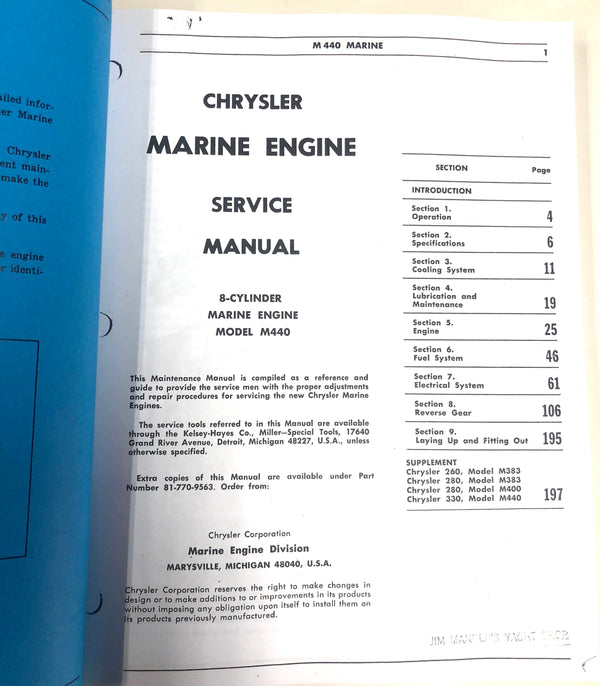 ailed infor-
er Marine
Chrysler
ent main-
make the
y of this
e engine
r identi-
M 440 MARINE
1
CHRYSLER
MARINE ENGINE
SERVICE
MANUAL
8-CYLINDER
MARINE ENGINE
MODEL M440
This Maintenance Manual is compiled as a reference and
guide to provide the service men with the proper adjustments
and repair procedures for servicing the new Chrysler Marine
Engines.
The service tools referred to in this Manual are available
through the Kelsey-Hayes Co., Miller—Special Tools, 17640
Grand River Avenue, Detroit, Michigan 48227, U.S.A., unless
otherwise specified.
Extra copies of this Manual are available under Part
Number 81-770-9563. Order from:
Chrysler Corporation
Marine Engine Division
MARYSVILLE, MICHIGAN 48040, U.S.A.
Chrysler Corporation reserves the right to make changes in
design or to make additions to or improvements in its products
without imposing any obligation upon itself to install them on
its products previously manufactured.
SECTION Page
INTRODUCTION
Section 1.
Operation 4
Section 2.
Specifications 6
Section 3.
Cooling System 11
Section 4.
Lubrication and
Maintenance 19
Section 5.
Engine 25
Section 6.
Fuel System 46
Section 7.
Electrical System 61
Section 8.
Reverse Gear 106
Section 9.
Laying Up and Fitting Out 195
SUPPLEMENT
Chrysler 260, Model M383
Chrysler 280, Model M383
Chrysler 280, Model M400
Chrysler 330, Model M440 197
JIM YACHT